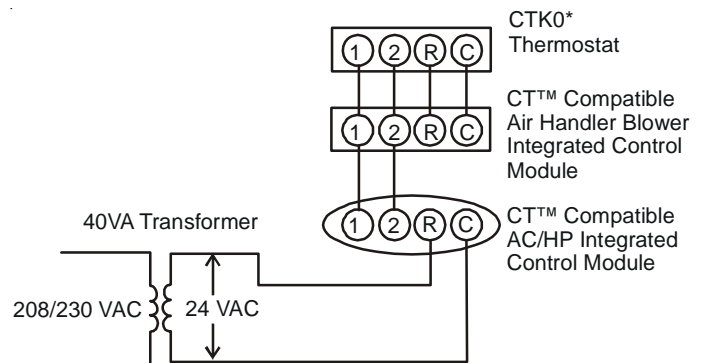 CTK0*
Thermostat
1 2 R C
CT™ Compatible
Air Handler Blower
Integrated Control
Module
1 2 R C
CT™ Compatible
AC/HP Integrated
Control Module
1 2 R C
40VA Transformer
208/230 VAC
24 VAC